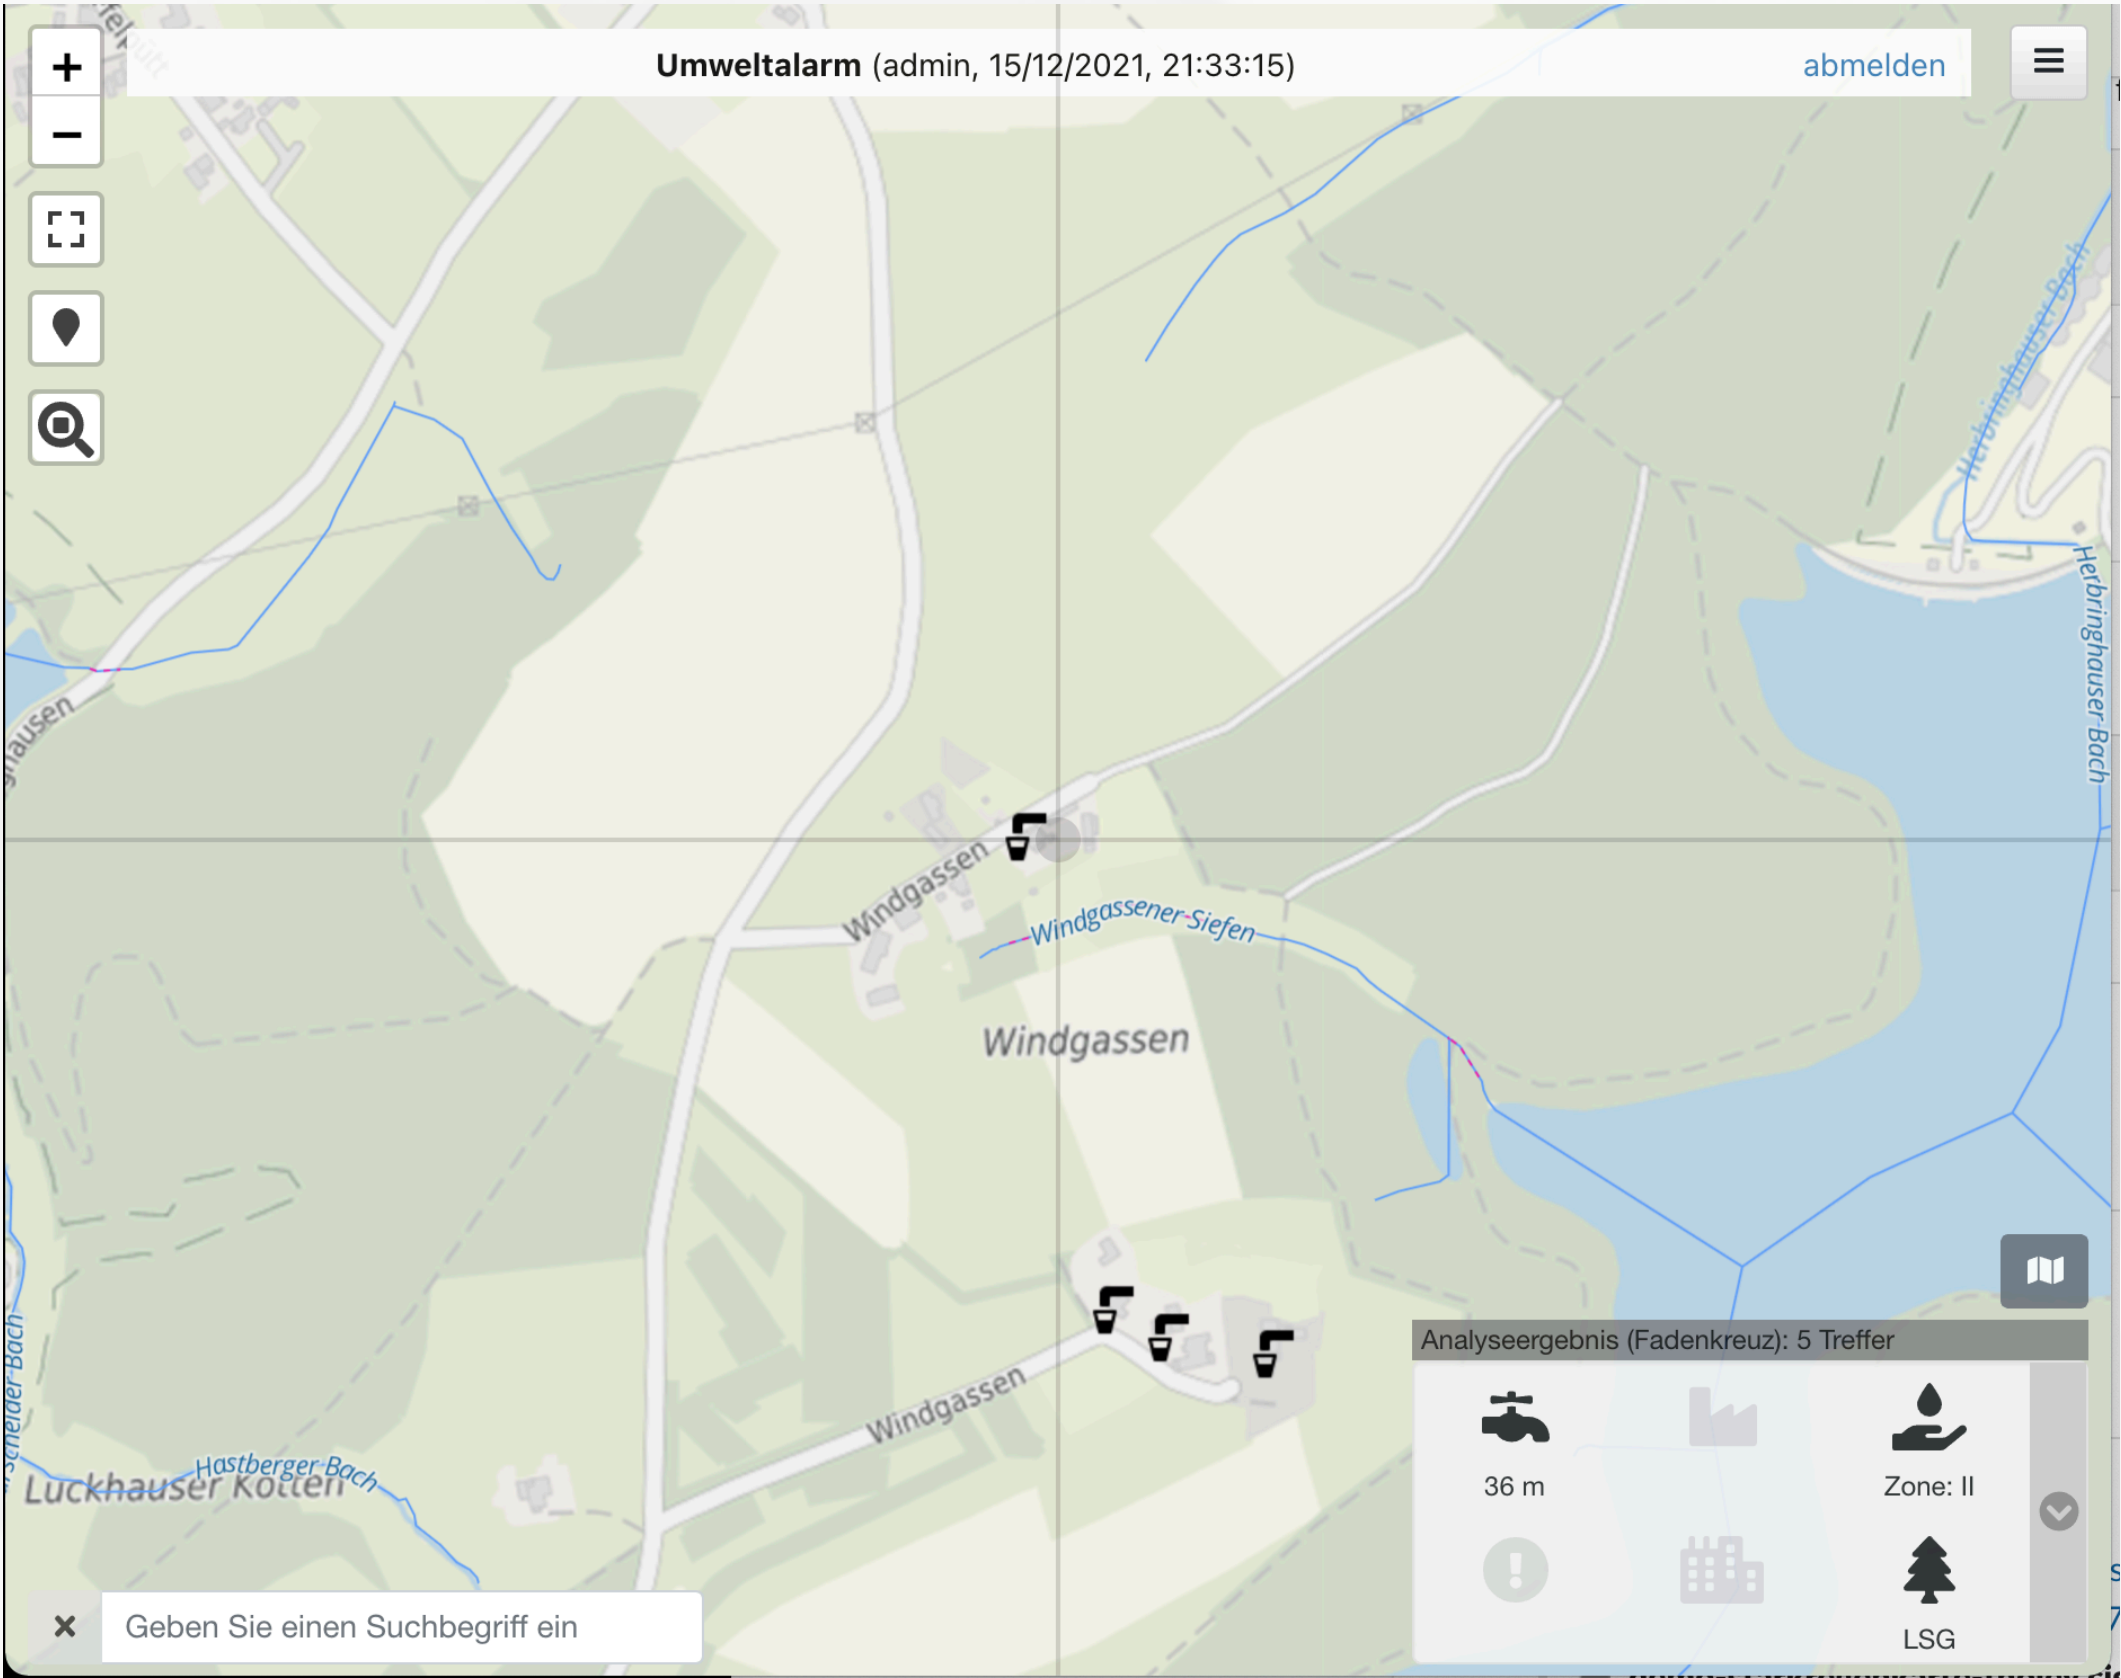 +
Umweltalarm (admin, 15/12/2021, 21:33:15)
abmelden
−
Herbringhauser-Bach
Herbringhauser-Bach
Windgassen
Windgassener-Siefen
Windgassen
Windgassen
Hastberger-Bach
Luckhauser Kotten
Analyseergebnis (Fadenkreuz): 5 Treffer
36 m
Zone: II
LSG
Geben Sie einen Suchbegriff ein